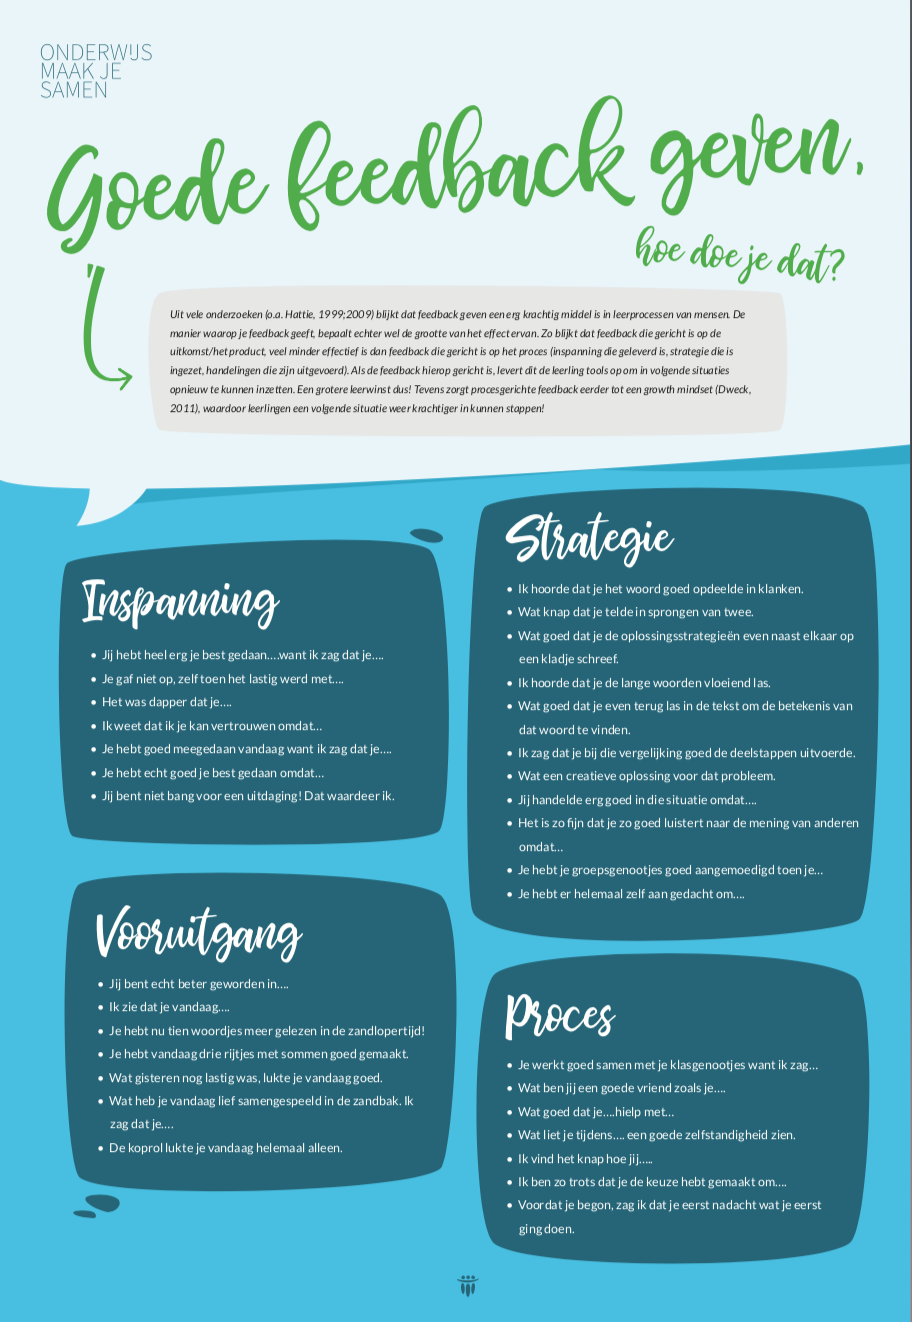 ONDERWIJS
MAAK JE
SAMEN
Goede feedback geven,
hoe doe je dat?
Uit vele onderzoeken (o.a. Hattie, 1999;2009) blijkt dat feedback geven een erg krachtig middel is in leerprocessen van mensen. De
manier waarop je feedback geeft, bepaalt echter wel de grootte van het effect ervan. Zo blijkt dat feedback die gericht is op de
uitkomst/het product, veel minder effectief is dan feedback die gericht is op het proces (inspanning die geleverd is, strategie die is
ingezet, handelingen die zijn uitgevoerd). Als de feedback hierop gericht is, levert dit de leerling tools op om in volgende situaties
opnieuw te kunnen inzetten. Een grotere leerwinst dus! Tevens zorgt procesgerichte feedback eerder tot een growth mindset (Dweck,
2011), waardoor leerlingen een volgende situatie weer krachtiger in kunnen stappen!
Inspanning
• Jij hebt heel erg je best gedaan….want ik zag dat je….
• Je gaf niet op, zelf toen het lastig werd met….
• Het was dapper dat je….
• Ik weet dat ik je kan vertrouwen omdat…
• Je hebt goed meegedaan vandaag want ik zag dat je….
• Je hebt echt goed je best gedaan omdat…
• Jij bent niet bang voor een uitdaging! Dat waardeer ik.
Strategie
• Ik hoorde dat je het woord goed opdeelde in klanken.
• Wat knap dat je telde in sprongen van twee.
• Wat goed dat je de oplossingsstrategieën even naast elkaar op
een kladje schreef.
• Ik hoorde dat je de lange woorden vloeiend las.
• Wat goed dat je even terug las in de tekst om de betekenis van
dat woord te vinden.
• Ik zag dat je bij die vergelijking goed de deelstappen uitvoerde.
• Wat een creatieve oplossing voor dat probleem.
• Jij handelde erg goed in die situatie omdat….
• Het is zo fijn dat je zo goed luistert naar de mening van anderen
omdat…
• Je hebt je groepsgenootjes goed aangemoedigd toen je…
• Je hebt er helemaal zelf aan gedacht om….
Vooruitgang
• Jij bent echt beter geworden in….
• Ik zie dat je vandaag….
• Je hebt nu tien woordjes meer gelezen in de zandlopertijd!
• Je hebt vandaag drie rijtjes met sommen goed gemaakt.
• Wat gisteren nog lastig was, lukte je vandaag goed.
• Wat heb je vandaag lief samengespeeld in de zandbak. Ik
zag dat je….
• De koprol lukte je vandaag helemaal alleen.
Proces
• Je werkt goed samen met je klasgenootjes want ik zag…
• Wat ben jij een goede vriend zoals je….
• Wat goed dat je….hielp met…
• Wat liet je tijdens…. een goede zelfstandigheid zien.
• Ik vind het knap hoe jij…..
• Ik ben zo trots dat je de keuze hebt gemaakt om….
• Voordat je begon, zag ik dat je eerst nadacht wat je eerst
ging doen.